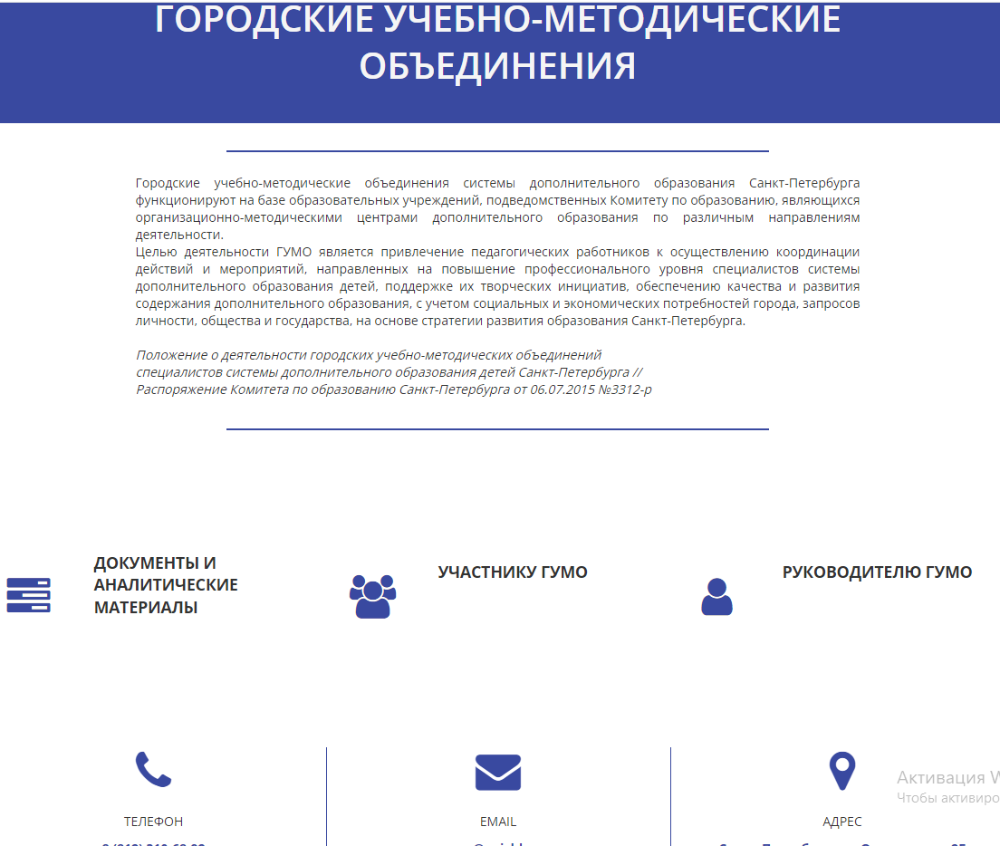 ГОРОДСКИЕ УЧЕБНО-МЕТОДИЧЕСКИЕ
ОБЪЕДИНЕНИЯ
Городские учебно-методические объединения системы дополнительного образования Санкт-Петербурга
функционируют на базе образовательных учреждений, подведомственных Комитету по образованию, являющихся
организационно-методическими центрами дополнительного образования по различным направлениям
деятельности.
Целью деятельности ГУМО является привлечение педагогических работников к осуществлению координации
действий и мероприятий, направленных на повышение профессионального уровня специалистов системы
дополнительного образования детей, поддержке их творческих инициатив, обеспечению качества и развития
содержания дополнительного образования, с учетом социальных и экономических потребностей города, запросов
личности, общества и государства, на основе стратегии развития образования Санкт-Петербурга.
Положение о деятельности городских учебно-методических объединений
специалистов системы дополнительного образования детей Санкт-Петербурга //
Распоряжение Комитета по образованию Санкт-Петербурга от 06.07.2015 №3312-р
ДОКУМЕНТЫ И
АНАЛИТИЧЕСКИЕ
МАТЕРИАЛЫ
УЧАСТНИКУ ГУМО
РУКОВОДИТЕЛЮ ГУМО
Активация W
Чтобы активиро
ТЕЛЕФОН
EMAIL
АДРЕС